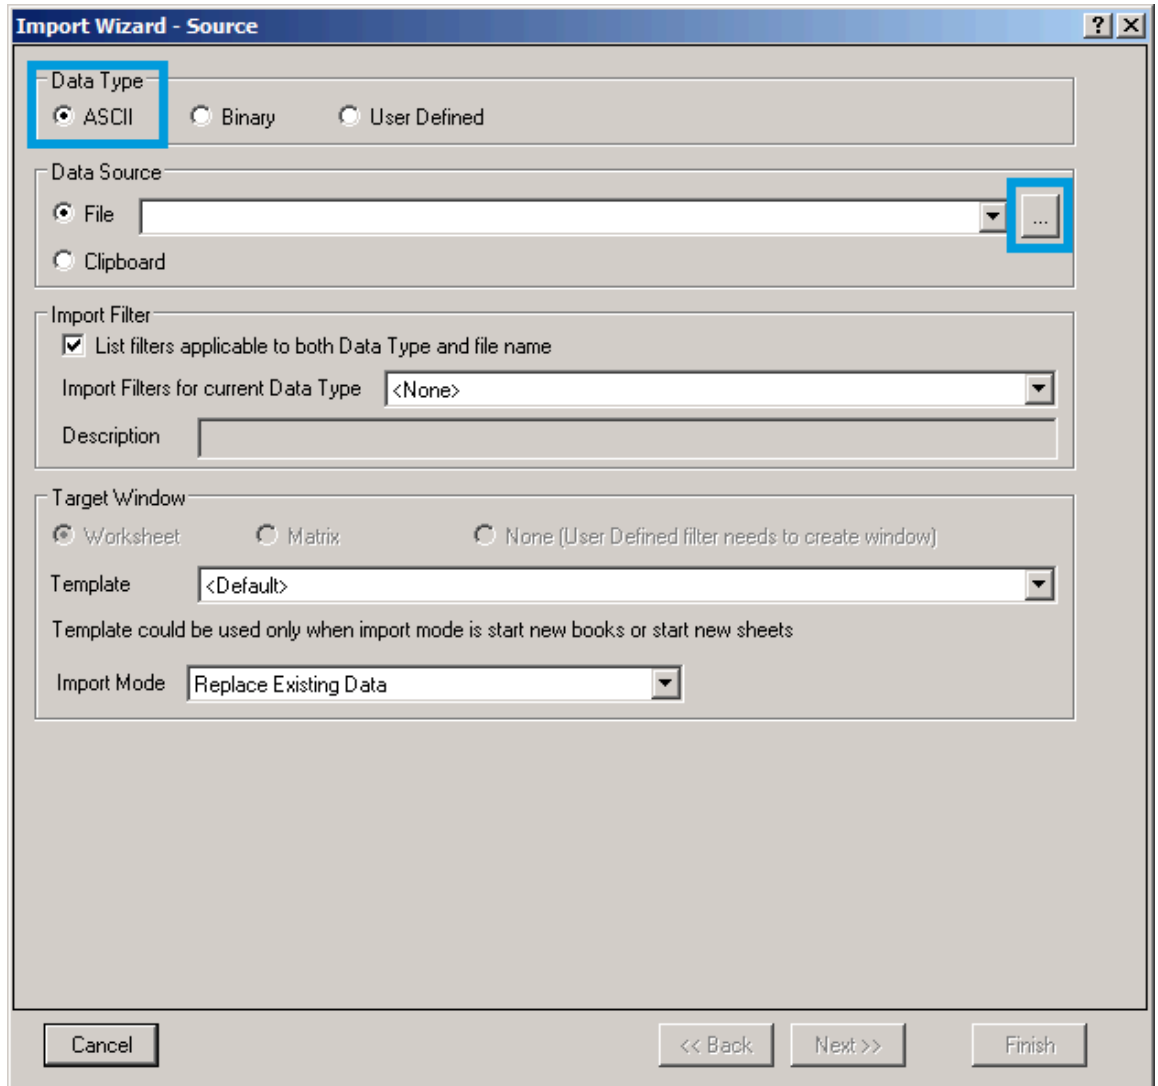 Import Wizard - Source
Data Type
ASCII Binary User Defined
Data Source
File
...
Clipboard
Import Filter
List filters applicable to both Data Type and file name
Import Filters for current Data Type <None>
Description
Target Window
Worksheet Matrix None (User Defined filter needs to create window)
Template <Default>
Template could be used only when import mode is start new books or start new sheets
Import Mode Replace Existing Data
Cancel << Back Next >> Finish